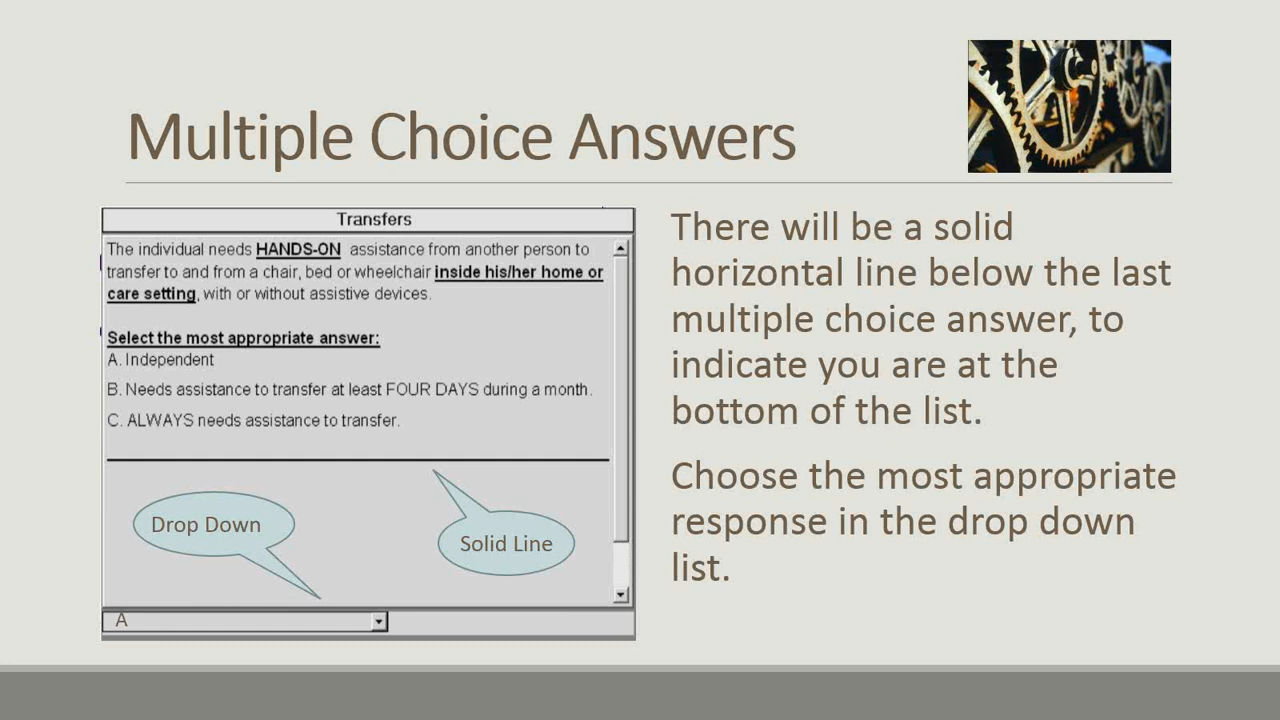 Multiple Choice Answers
Transfers
The individual needs HANDS-ON assistance from another person to
transfer to and from a chair, bed or wheelchair inside his/her home or
care setting, with or without assistive devices.
Select the most appropriate answer:
A. Independent
B. Needs assistance to transfer at least FOUR DAYS during a month.
C. ALWAYS needs assistance to transfer.
Drop Down
Solid Line
A
There will be a solid
horizontal line below the last
multiple choice answer, to
indicate you are at the
bottom of the list.
Choose the most appropriate
response in the drop down
list.